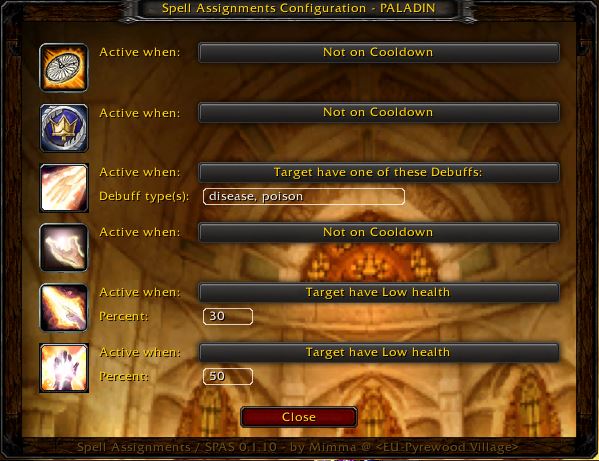 Spell Assignments Configuration - PALADIN
Active when: Not on Cooldown
Active when: Not on Cooldown
Active when: Target have one of these Debuffs:
Debuff type(s): disease, poison
Active when: Not on Cooldown
Active when: Target have Low health
Percent: 30
Active when: Target have Low health
Percent: 50
Close
Spell Assignments / SPAS 0.1.10 - by Mimma @ <EU-Pyrewood Village>